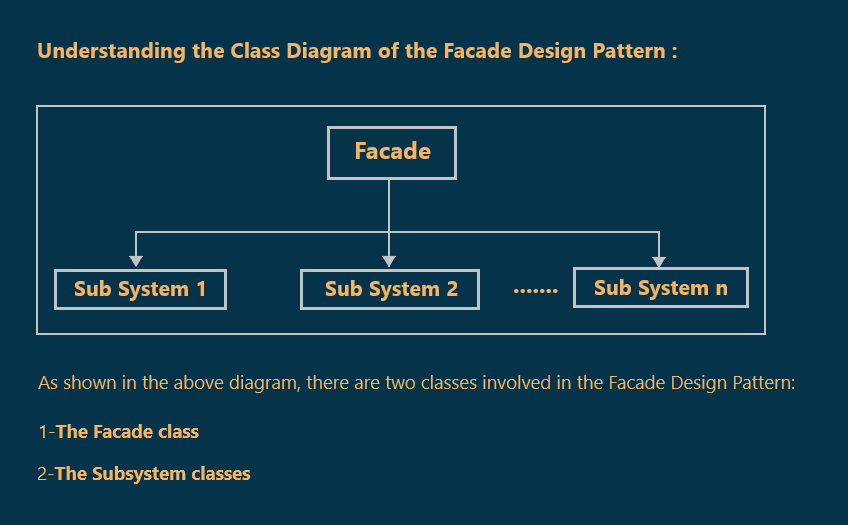 Understanding the Class Diagram of the Facade Design Pattern :
Facade
Sub System 1
Sub System 2
.......
Sub System n
As shown in the above diagram, there are two classes involved in the Facade Design Pattern:
1-The Facade class
2-The Subsystem classes